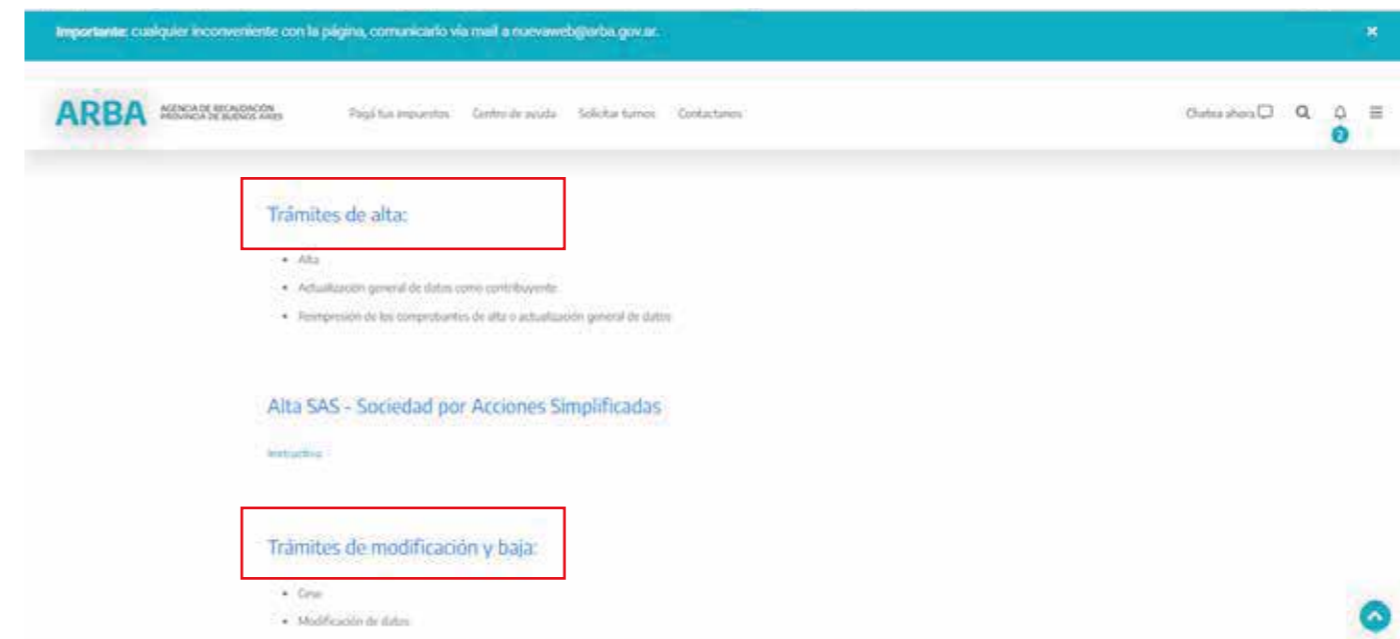 Importante: cualquier inconveniente con la página, comunicarlo vía mail a nuevaweb@arba.gov.ar.
×
ARBA AGENCIA DE RECAUDACIÓN
PROVINCIA DE BUENOS AIRES
Pagá tus impuestos Centro de ayuda Solicitar turnos Contactanos
Chatea ahora
2
Trámites de alta:
• Alta
• Actualización general de datos como contribuyente
• Reimpresión de los comprobantes de alta o actualización general de datos
Alta SAS - Sociedad por Acciones Simplificadas
Instructivo
Trámites de modificación y baja:
• Cese
• Modificación de datos